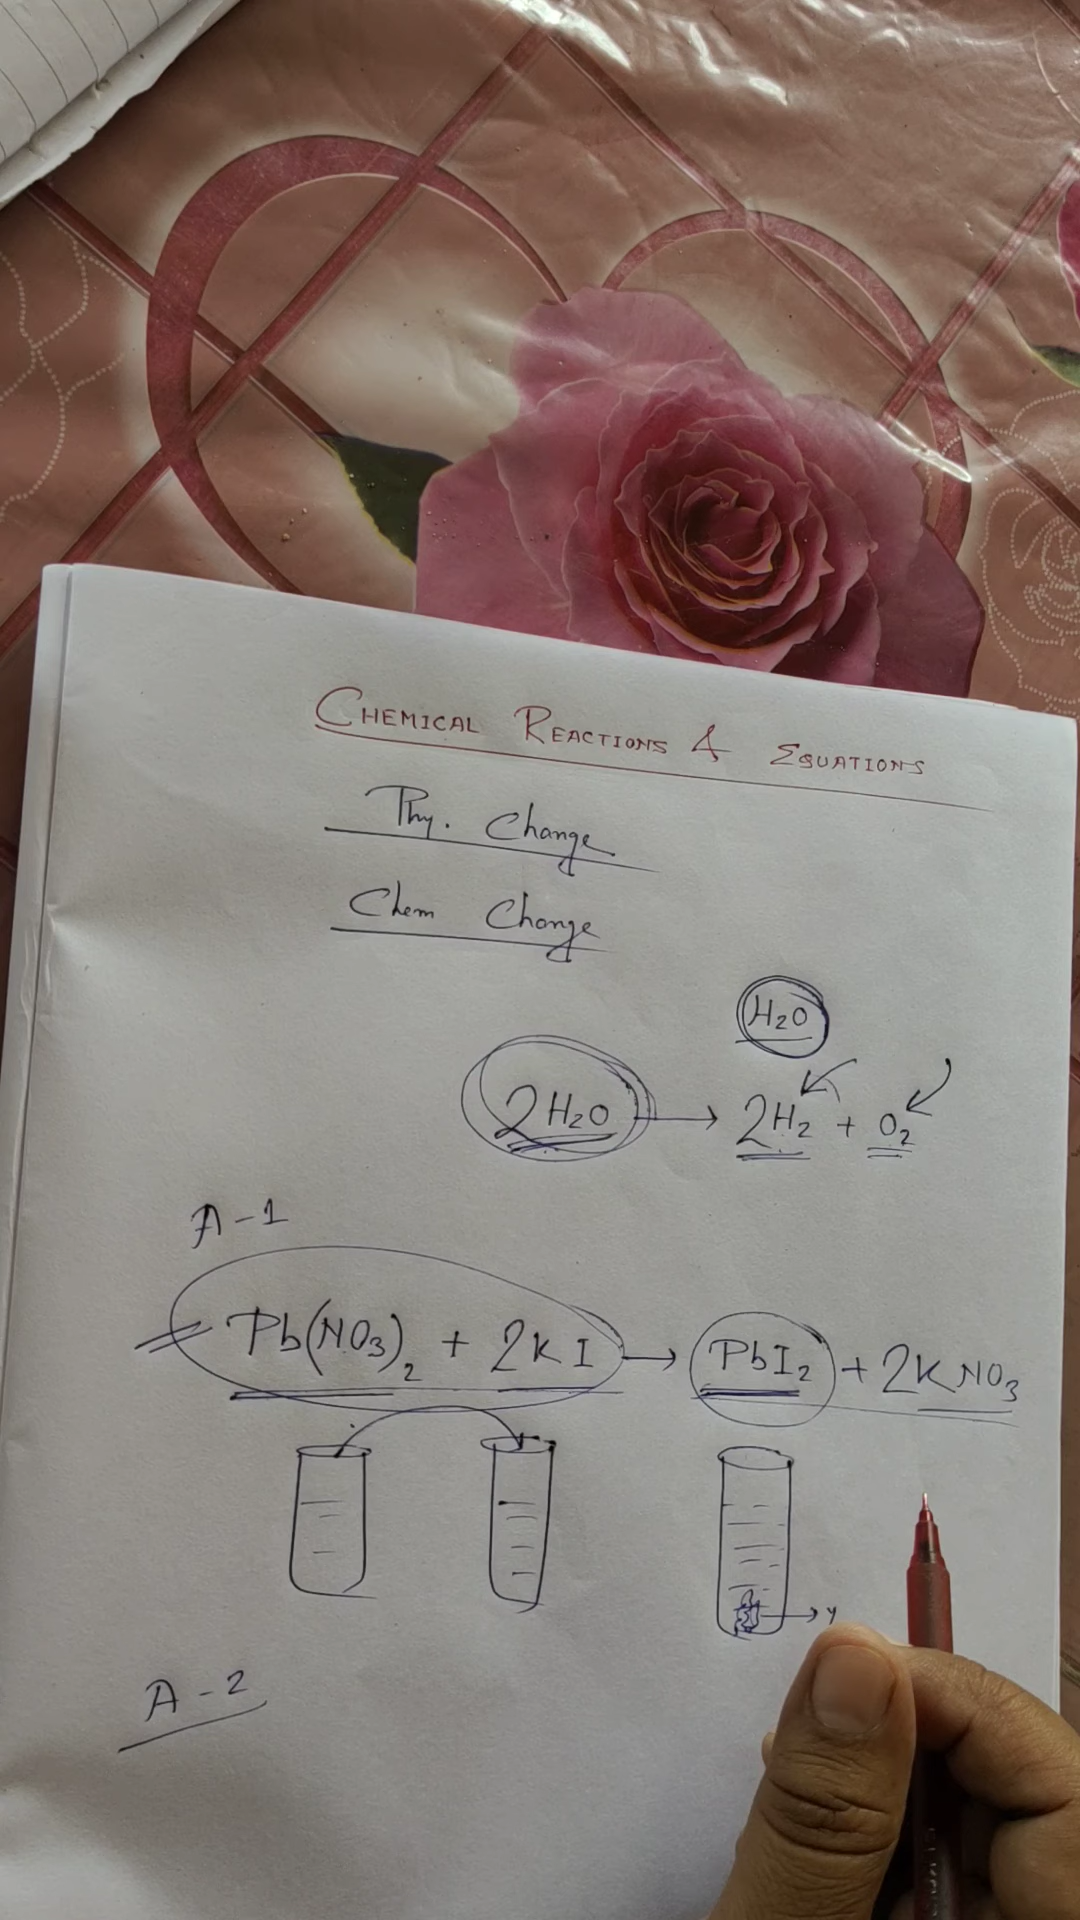 CHEMICAL REACTIONS & EQUATIONS
Phy. Change
Chem Change
H2O
2H2O → 2H2 + O2
A-1
Pb(NO3)2 + 2KI → PbI2 + 2KNO3
→ y
A-2